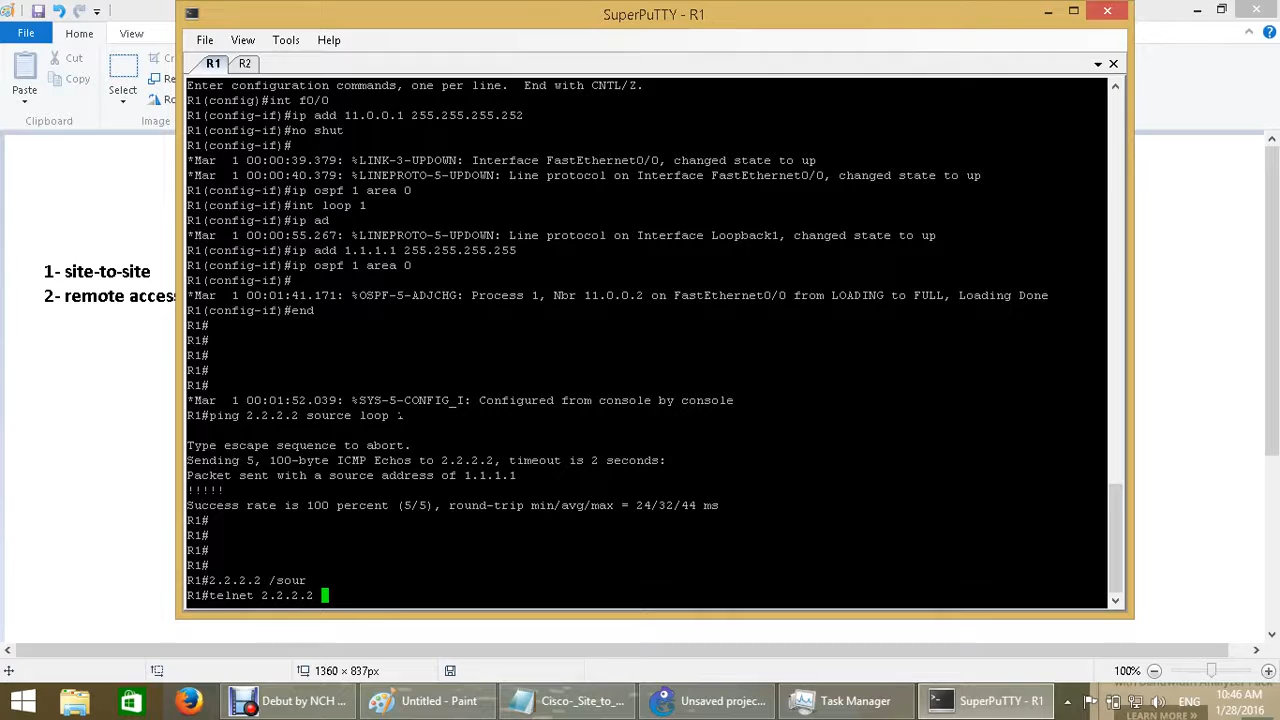 SuperPuTTY - R1
File Home View
File View Tools Help
Paste
Cut
Copy
Select
Clipboard
Image
R1 R2
Enter configuration commands, one per line.  End with CNTL/Z.
R1(config)#int f0/0
R1(config-if)#ip add 11.0.0.1 255.255.255.252
R1(config-if)#no shut
R1(config-if)#
*Mar  1 00:00:39.379: %LINK-3-UPDOWN: Interface FastEthernet0/0, changed state to up
*Mar  1 00:00:40.379: %LINEPROTO-5-UPDOWN: Line protocol on Interface FastEthernet0/0, changed state to up
R1(config-if)#ip ospf 1 area 0
R1(config-if)#int loop 1
R1(config-if)#ip ad
*Mar  1 00:00:55.267: %LINEPROTO-5-UPDOWN: Line protocol on Interface Loopback1, changed state to up
R1(config-if)#ip add 1.1.1.1 255.255.255.255
R1(config-if)#ip ospf 1 area 0
R1(config-if)#
*Mar  1 00:01:41.171: %OSPF-5-ADJCHG: Process 1, Nbr 11.0.0.2 on FastEthernet0/0 from LOADING to FULL, Loading Done
R1(config-if)#end
R1#
R1#
R1#
R1#
R1#
*Mar  1 00:01:52.039: %SYS-5-CONFIG_I: Configured from console by console
R1#ping 2.2.2.2 source loop 1
Type escape sequence to abort.
Sending 5, 100-byte ICMP Echos to 2.2.2.2, timeout is 2 seconds:
Packet sent with a source address of 1.1.1.1
!!!!!
Success rate is 100 percent (5/5), round-trip min/avg/max = 24/32/44 ms
R1#
R1#
R1#
R1#
R1#2.2.2.2 /sour
R1#telnet 2.2.2.2
1- site-to-site
2- remote access
1360 × 837px
100%
Debut by NCH ...
Untitled - Paint
Cisco-_Site_to_...
Unsaved projec...
Task Manager
SuperPuTTY - R1
ENG
10:46 AM
1/28/2016
LEARN MORE »